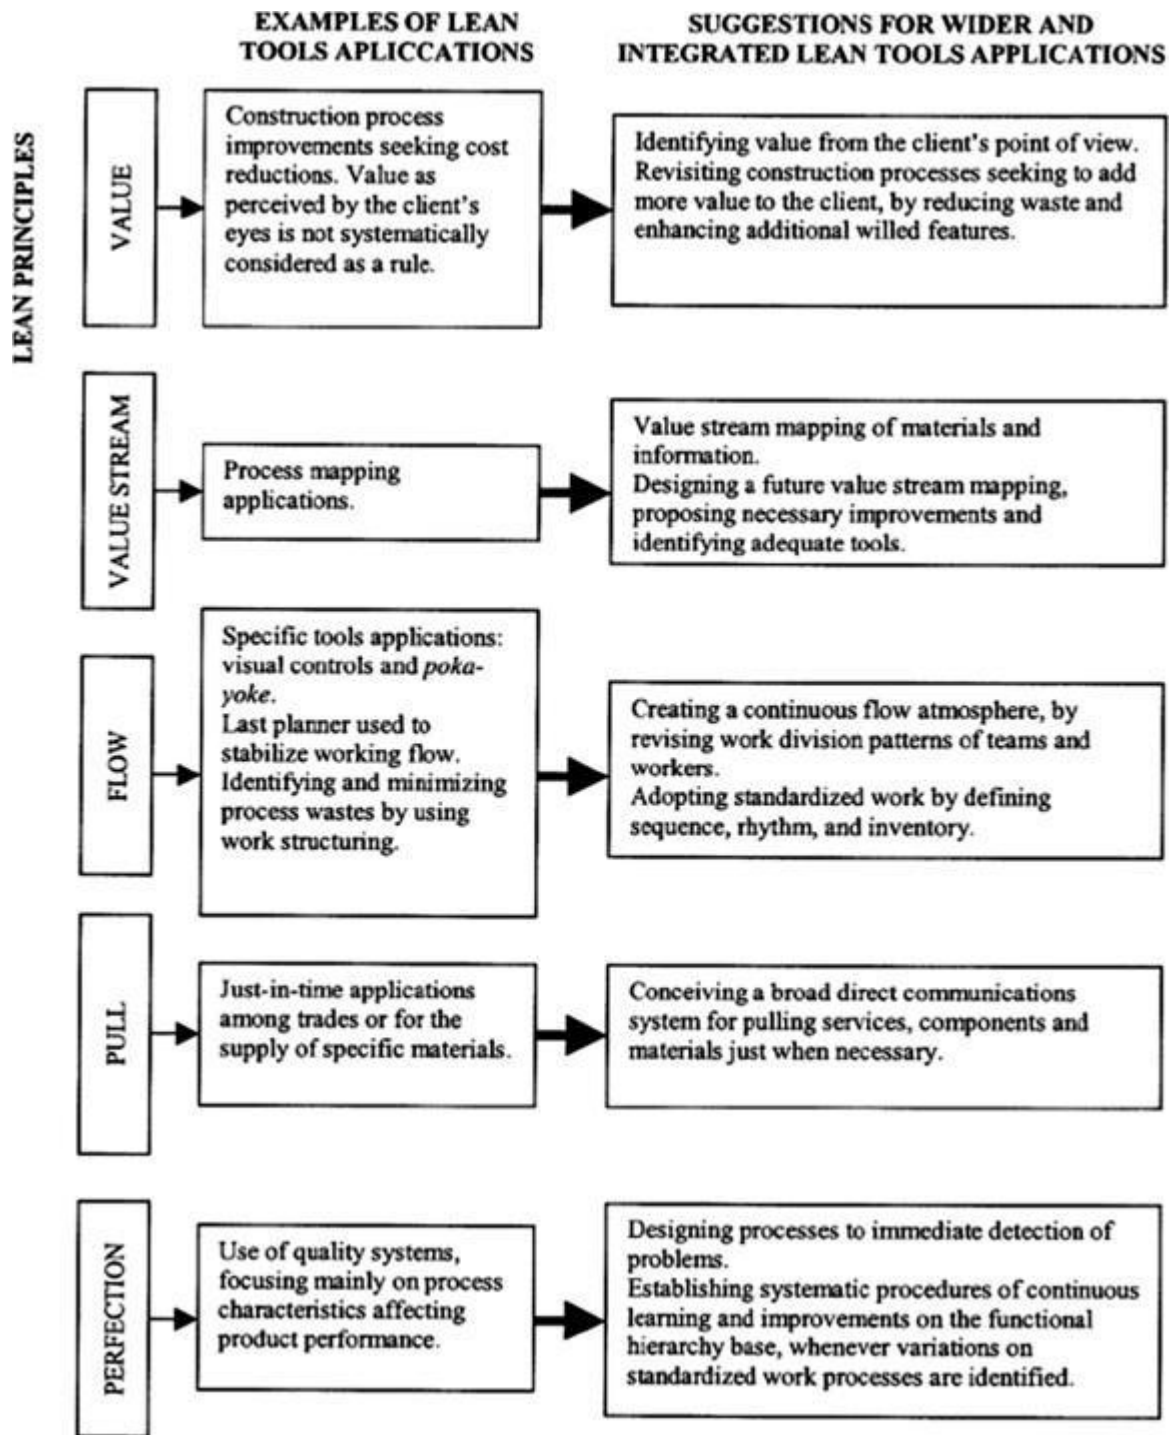 EXAMPLES OF LEAN
TOOLS APLICCATIONS
SUGGESTIONS FOR WIDER AND
INTEGRATED LEAN TOOLS APPLICATIONS
LEAN PRINCIPLES
VALUE
Construction process
improvements seeking cost
reductions. Value as
perceived by the client's
eyes is not systematically
considered as a rule.
Identifying value from the client's point of view.
Revisiting construction processes seeking to add
more value to the client, by reducing waste and
enhancing additional willed features.
VALUE STREAM
Process mapping
applications.
Value stream mapping of materials and
information.
Designing a future value stream mapping,
proposing necessary improvements and
identifying adequate tools.
FLOW
Specific tools applications:
visual controls and poka-
yoke.
Last planner used to
stabilize working flow.
Identifying and minimizing
process wastes by using
work structuring.
Creating a continuous flow atmosphere, by
revising work division patterns of teams and
workers.
Adopting standardized work by defining
sequence, rhythm, and inventory.
PULL
Just-in-time applications
among trades or for the
supply of specific materials.
Conceiving a broad direct communications
system for pulling services, components and
materials just when necessary.
PERFECTION
Use of quality systems,
focusing mainly on process
characteristics affecting
product performance.
Designing processes to immediate detection of
problems.
Establishing systematic procedures of continuous
learning and improvements on the functional
hierarchy base, whenever variations on
standardized work processes are identified.